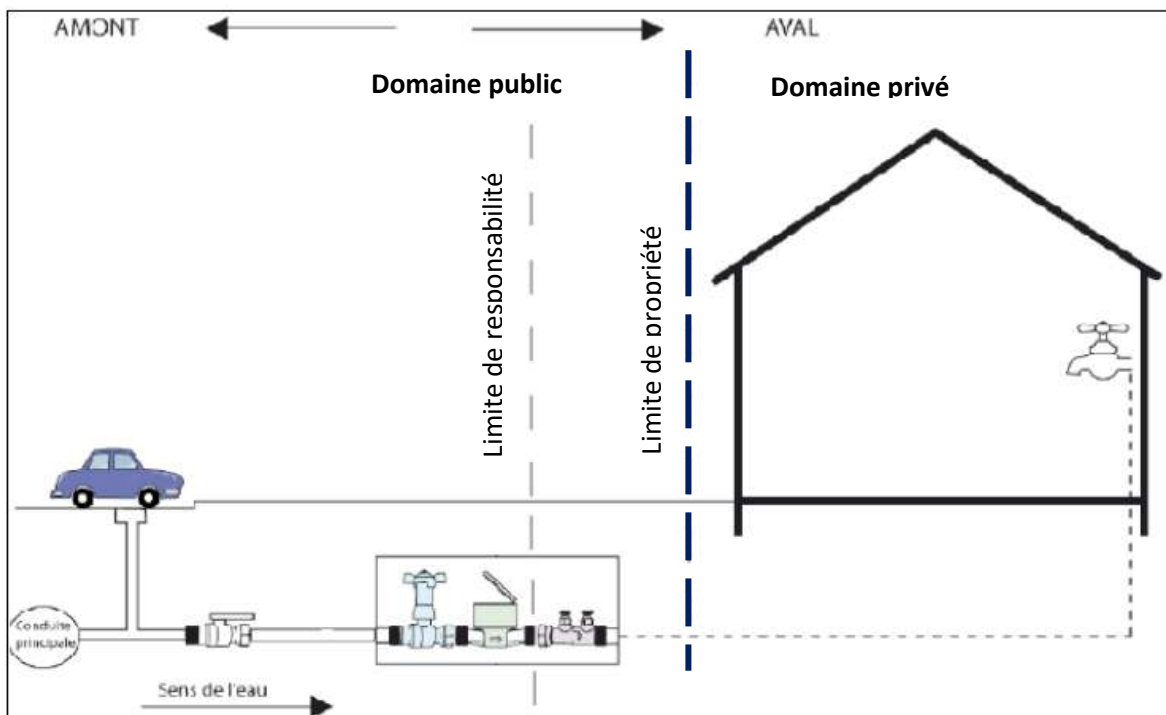 AMONT
AVAL
Domaine public
Domaine privé
Limite de responsabilité
Limite de propriété
Conduite
principale
Sens de l'eau